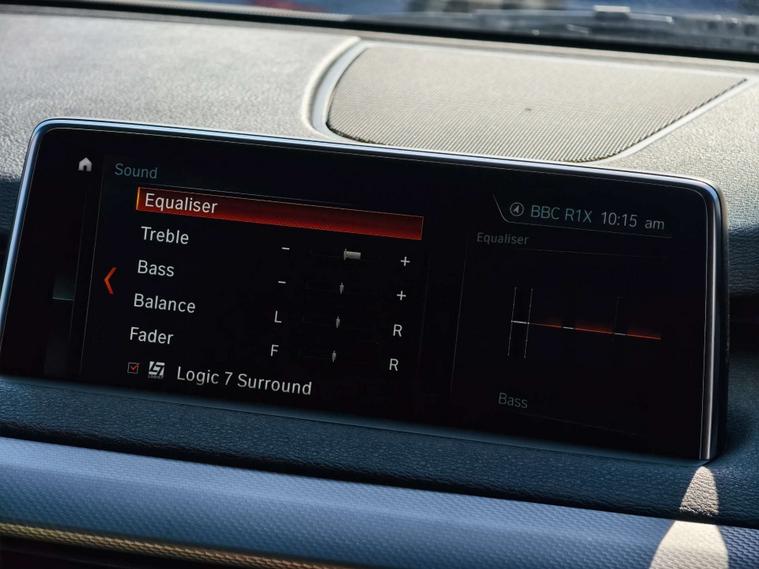 Sound
BBC R1X 10:15 am
Equaliser
Treble - +
Bass - +
Balance L R
Fader F R
Logic 7 Surround
Equaliser
Bass